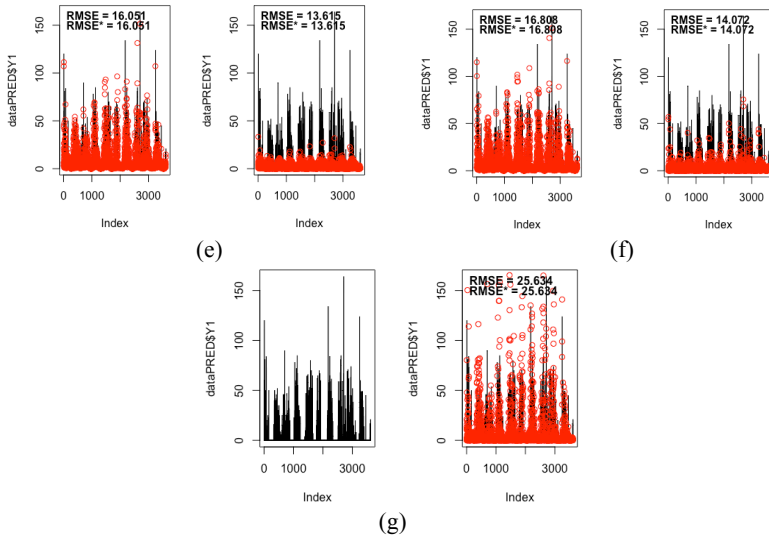 RMSE = 16.051
RMSE* = 16.051
dataPRED$Y1
0 50 100 150
0 1000 3000
Index
RMSE = 13.615
RMSE* = 13.615
dataPRED$Y1
0 50 100 150
0 1000 3000
Index
(e)
RMSE = 16.808
RMSE* = 16.808
dataPRED$Y1
0 50 100 150
0 1000 3000
Index
RMSE = 14.072
RMSE* = 14.072
dataPRED$Y1
0 50 100 150
0 1000 3000
Index
(f)
dataPRED$Y1
0 50 100 150
0 1000 3000
Index
RMSE = 25.634
RMSE* = 25.634
dataPRED$Y1
0 50 100 150
0 1000 3000
Index
(g)